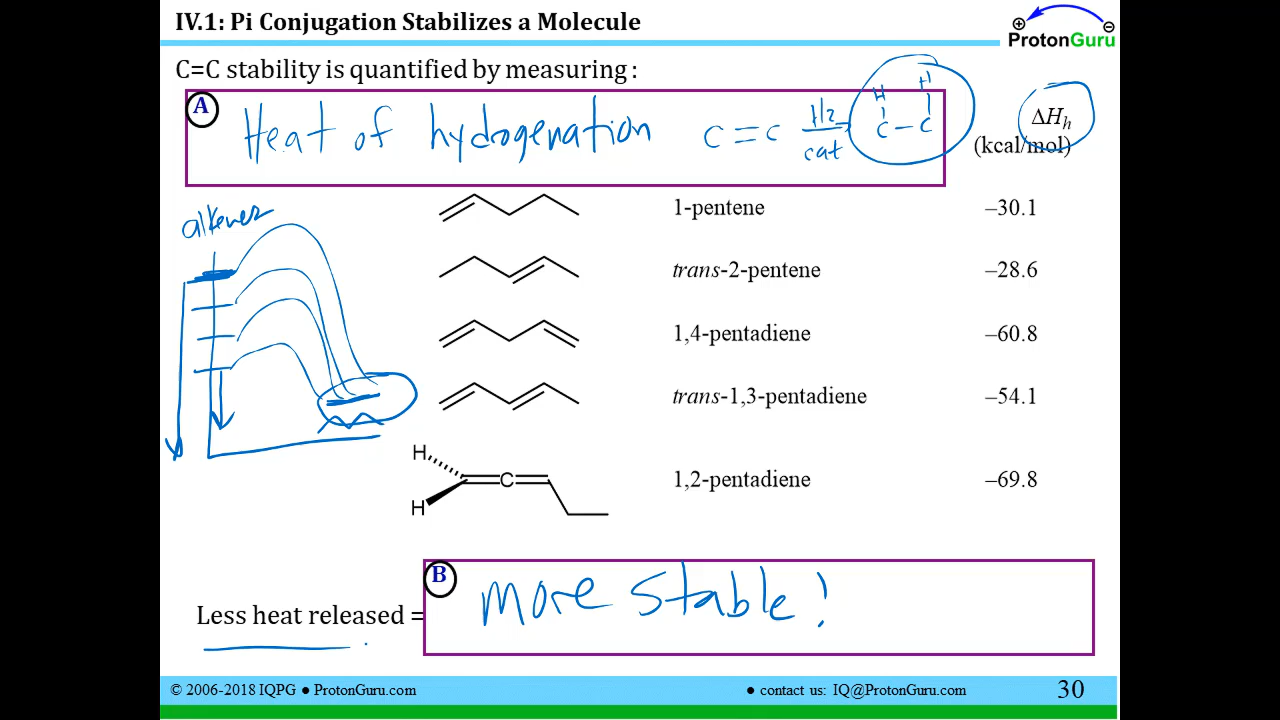 IV.1: Pi Conjugation Stabilizes a Molecule
ProtonGuru
C=C stability is quantified by measuring:
A
Heat of hydrogenation C=C H2 cat H H C-C
ΔHₕ
(kcal/mol)
alkenes
1-pentene –30.1
trans-2-pentene –28.6
1,4-pentadiene –60.8
trans-1,3-pentadiene –54.1
H
C
H
1,2-pentadiene –69.8
B
Less heat released = more stable!
© 2006-2018 IQPG ● ProtonGuru.com ● contact us: IQ@ProtonGuru.com 30